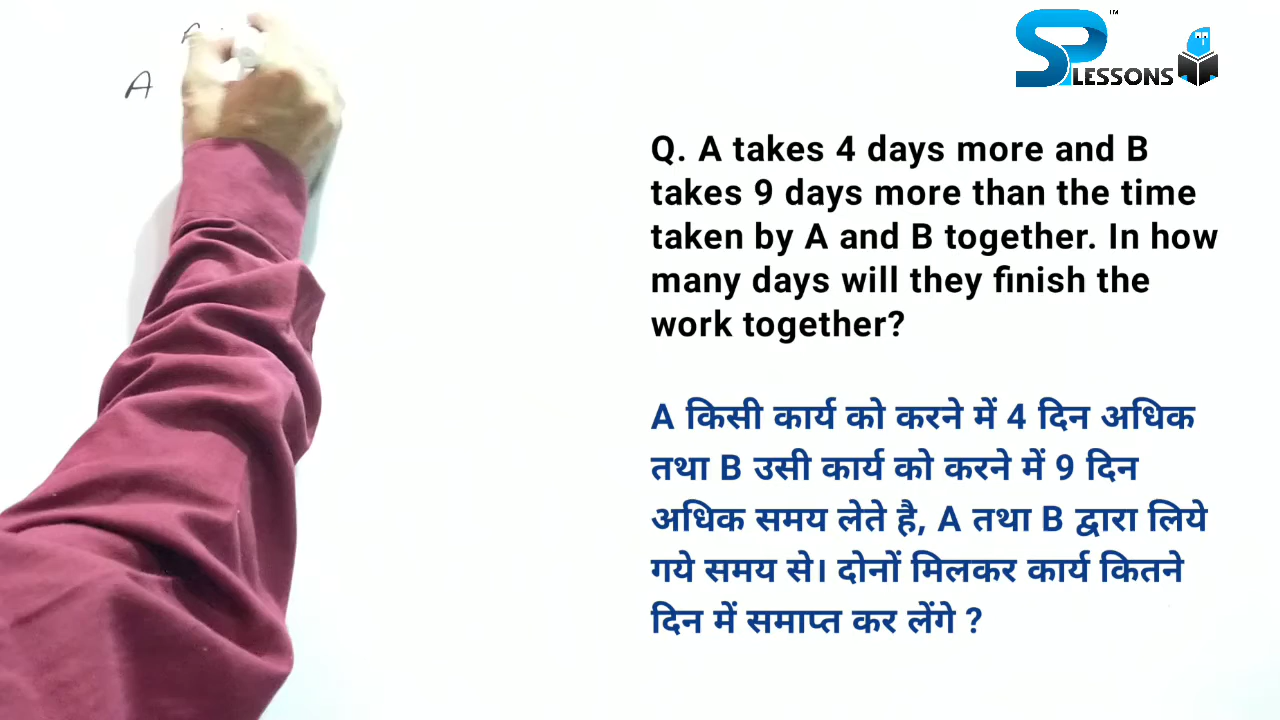 SP LESSONS ™
A
Q. A takes 4 days more and B
takes 9 days more than the time
taken by A and B together. In how
many days will they finish the
work together?
A किसी कार्य को करने में 4 दिन अधिक
तथा B उसी कार्य को करने में 9 दिन
अधिक समय लेते है, A तथा B द्वारा लिये
गये समय से। दोनों मिलकर कार्य कितने
दिन में समाप्त कर लेंगे ?